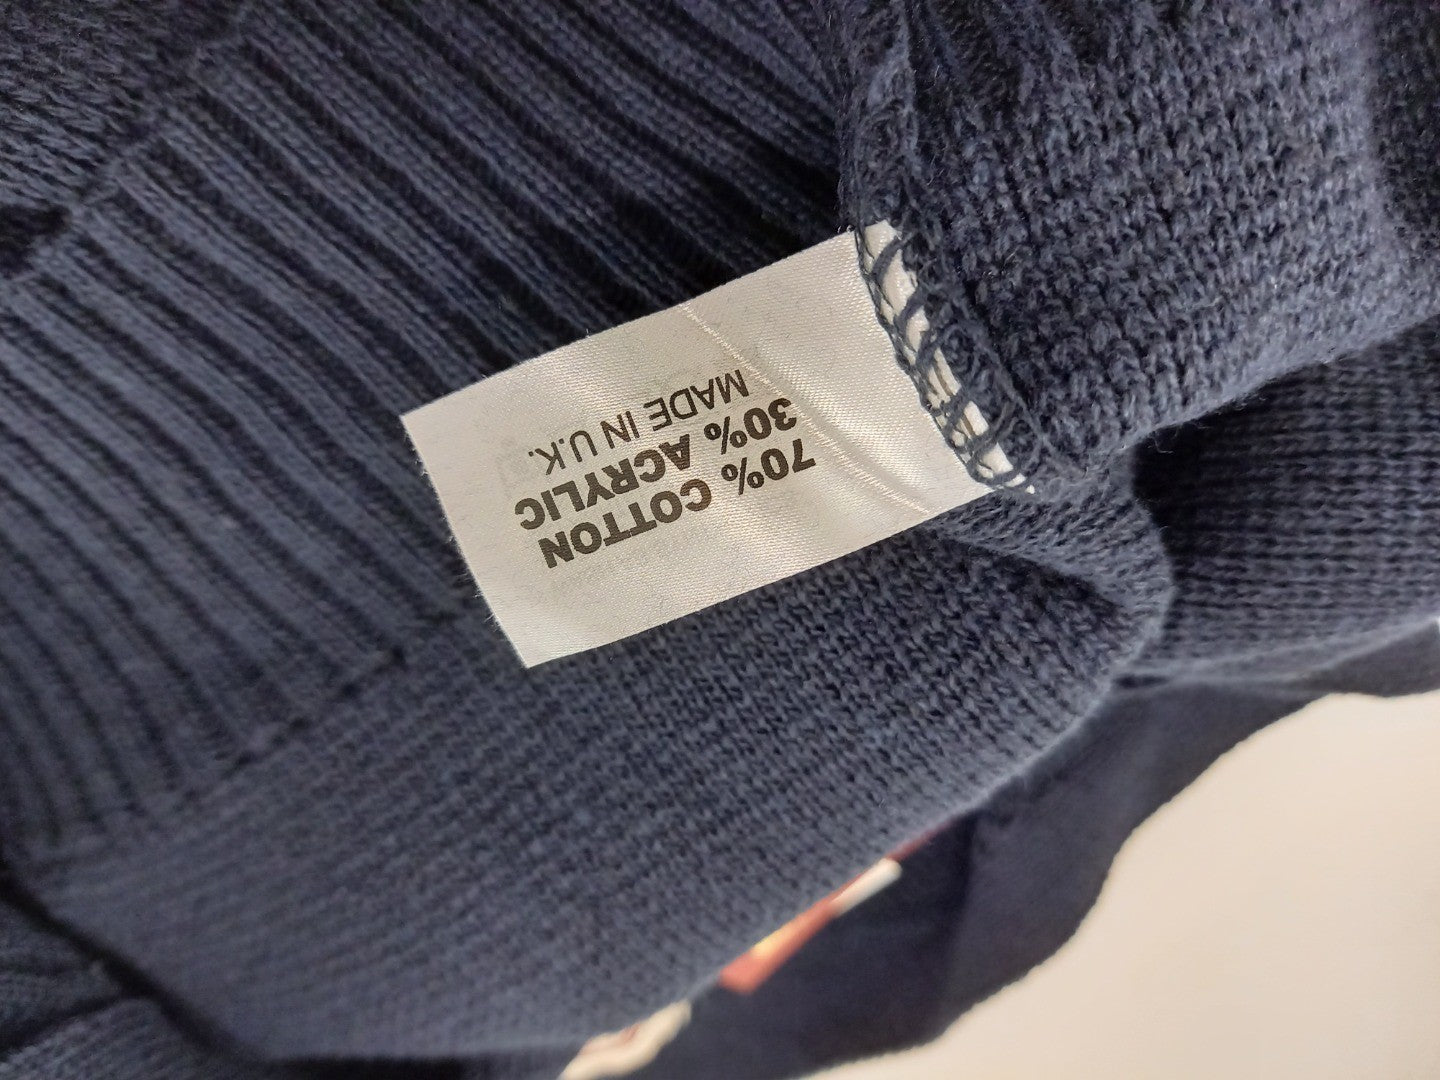 70% COTTON
30% ACRYLIC
MADE IN U.K.